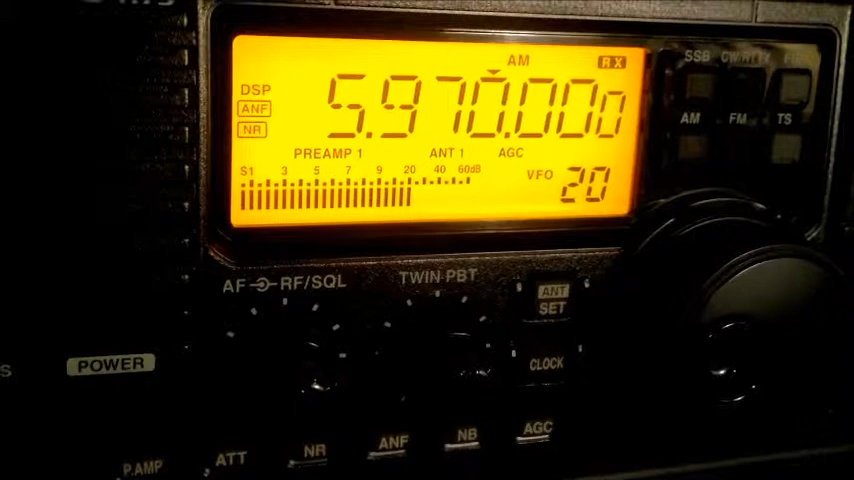 AM RX
DSP
ANF
NR
5.970.000
PREAMP 1 ANT 1 AGC
S1 3 5 7 9 20 40 60dB
VFO 20
SSB CW/RTTY
AM FM TS
AF RF/SQL
TWIN PBT
ANT
SET
CLOCK
POWER
S
P.AMP ATT NR ANF NB AGC